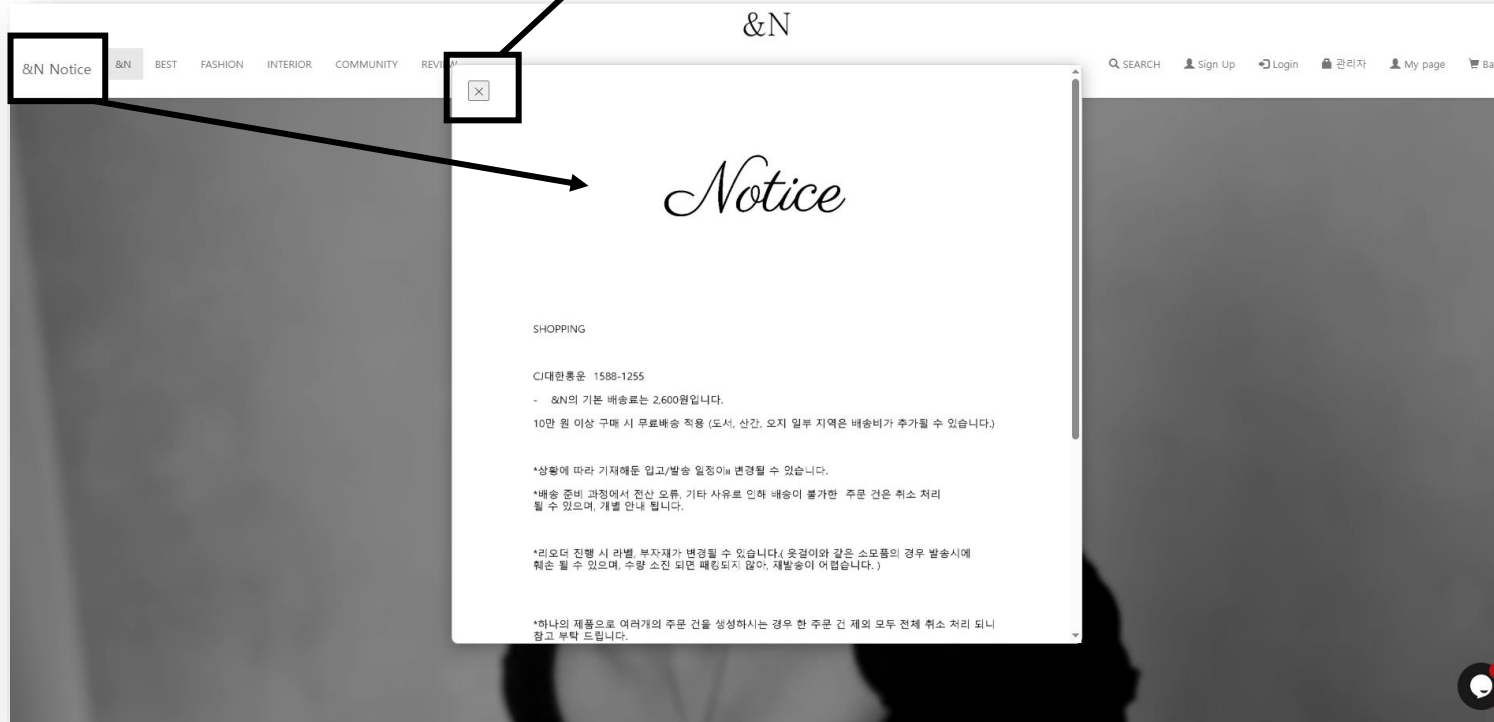 &N
&N Notice
&N BEST FASHION INTERIOR COMMUNITY REVIEW
SEARCH Sign Up Login 관리자 My page Ba
Notice
SHOPPING
CJ대한통운 1588-1255
- &N의 기본 배송료는 2,600원입니다.
10만 원 이상 구매 시 무료배송 적용 (도서, 산간, 오지 일부 지역은 배송비가 추가될 수 있습니다.)
*상황에 따라 기재해둔 입고/발송 일정이 변경될 수 있습니다.
*배송 준비 과정에서 전산 오류, 기타 사유로 인해 배송이 불가한 주문 건은 취소 처리
될 수 있으며, 개별 안내 됩니다.
*리오더 진행 시 라벨, 부자재가 변경될 수 있습니다.( 옷걸이와 같은 소모품의 경우 발송시에
훼손 될 수 있으며, 수량 소진 되면 패킹되지 않아, 재발송이 어렵습니다. )
*하나의 제품으로 여러개의 주문 건을 생성하시는 경우 한 주문 건 제외 모두 전체 취소 처리 되니
참고 부탁 드립니다.